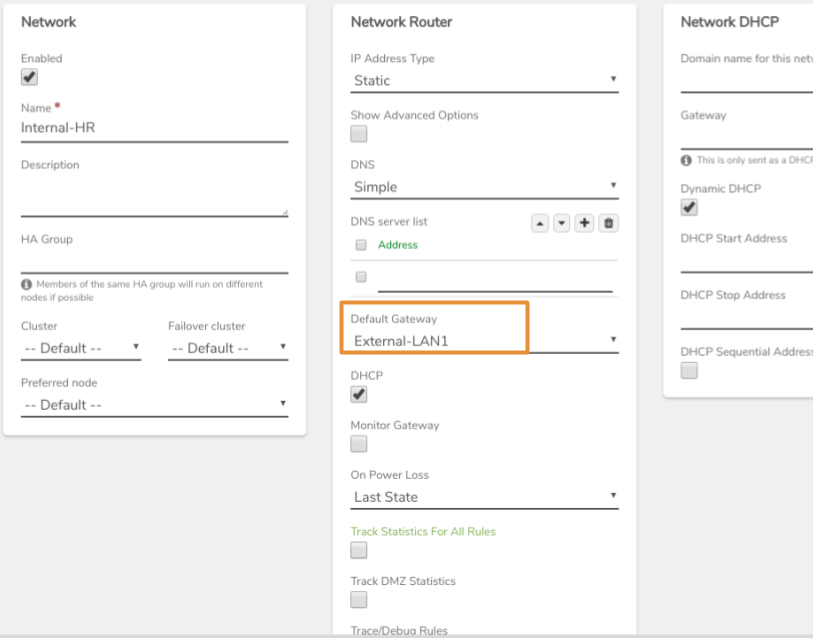 Network
Enabled
Name *
Internal-HR
Description
HA Group
Members of the same HA group will run on different
nodes if possible
Cluster
Failover cluster
-- Default --
-- Default --
Preferred node
-- Default --
Network Router
IP Address Type
Static
Show Advanced Options
DNS
Simple
DNS server list
Address
Default Gateway
External-LAN1
DHCP
Monitor Gateway
On Power Loss
Last State
Track Statistics For All Rules
Track DMZ Statistics
Trace/Debug Rules
Network DHCP
Domain name for this
Gateway
This is only sent as a
Dynamic DHCP
DHCP Start Address
DHCP Stop Address
DHCP Sequential